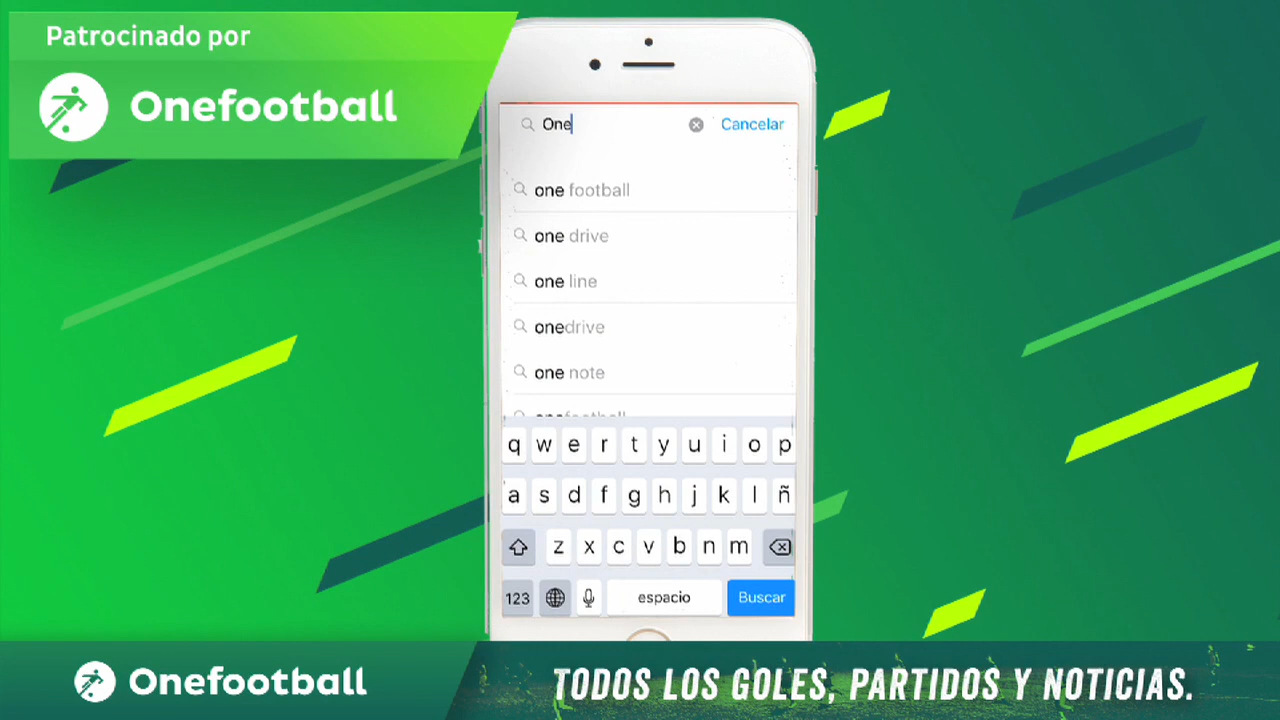 Patrocinado por
Onefootball
One
Cancelar
one football
one drive
one line
onedrive
one note
onefootball
q w e r t y u i o p
a s d f g h j k l ñ
z x c v b n m
123 espacio Buscar
Onefootball
TODOS LOS GOLES, PARTIDOS Y NOTICIAS.